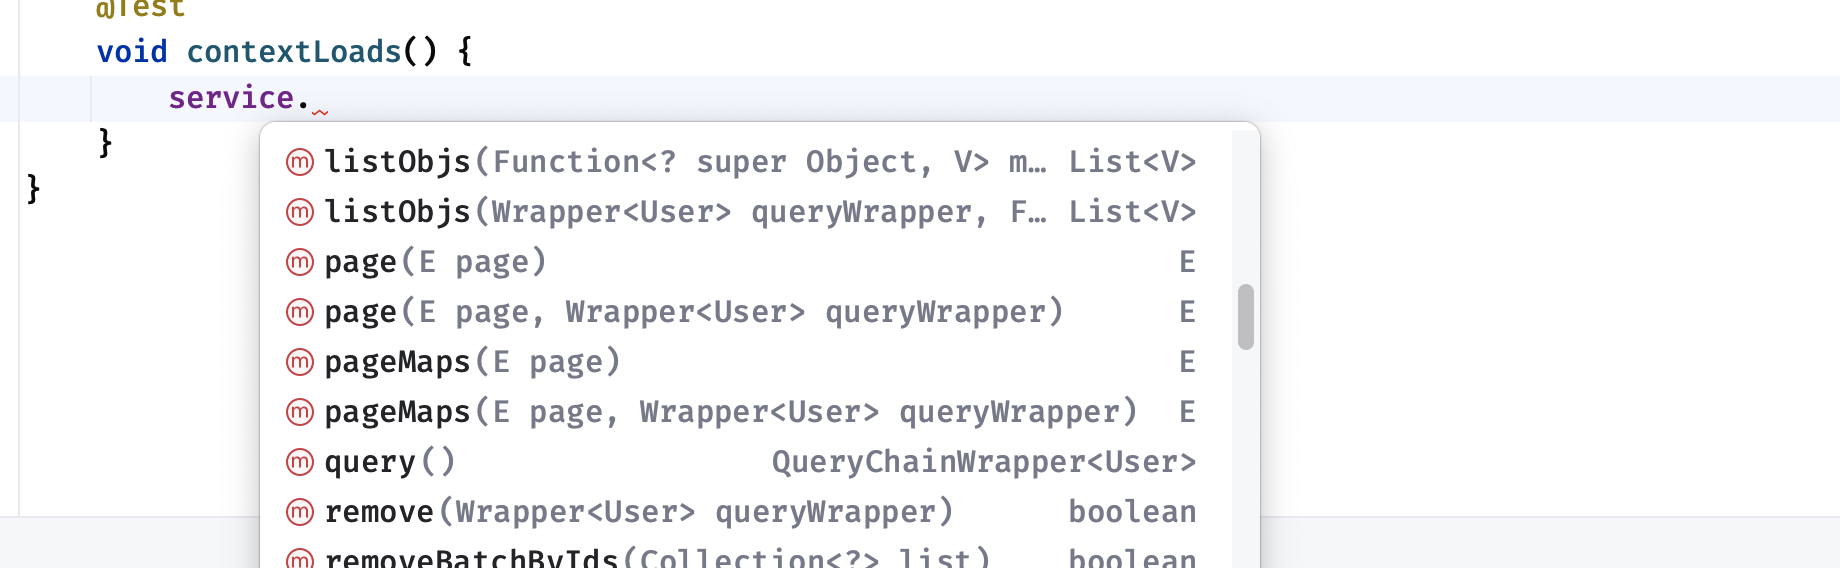 @Test
void contextLoads() {
service.
}
}
listObjs(Function<? super Object, V> m… List<V>
listObjs(Wrapper<User> queryWrapper, F… List<V>
page(E page) E
page(E page, Wrapper<User> queryWrapper) E
pageMaps(E page) E
pageMaps(E page, Wrapper<User> queryWrapper) E
query() QueryChainWrapper<User>
remove(Wrapper<User> queryWrapper) boolean
removeBatchByIds(Collection<?> list) boolean